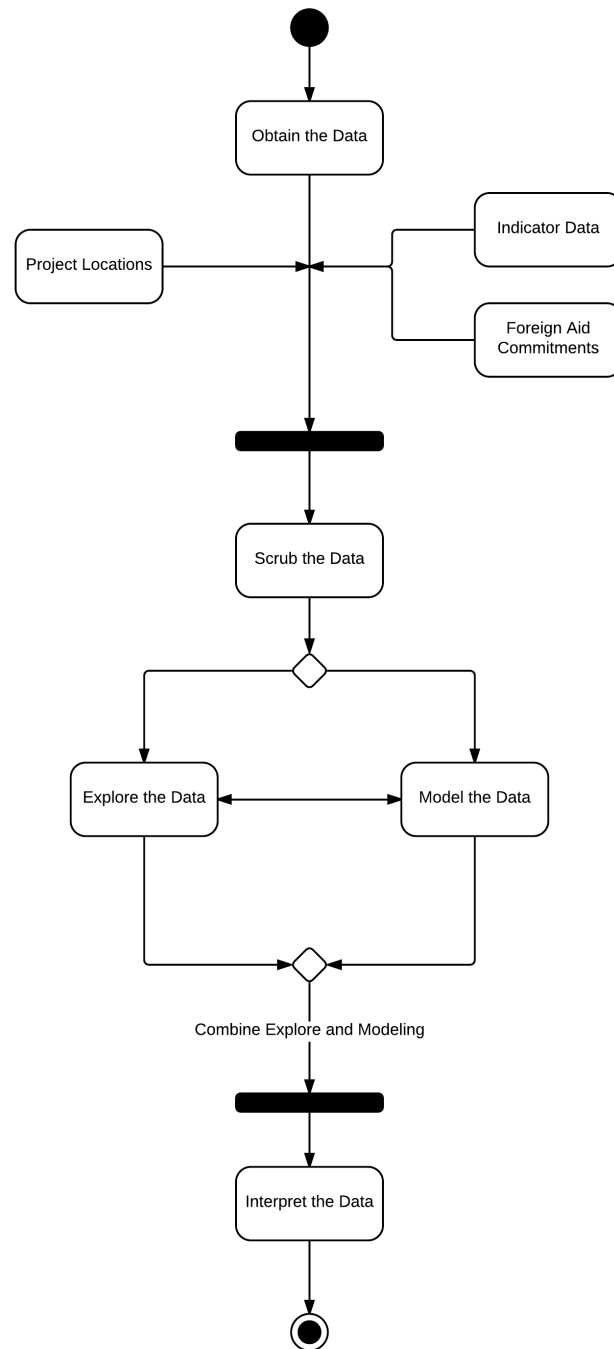 Obtain the Data
Project Locations
Indicator Data
Foreign Aid
Commitments
Scrub the Data
Explore the Data
Model the Data
Combine Explore and Modeling
Interpret the Data